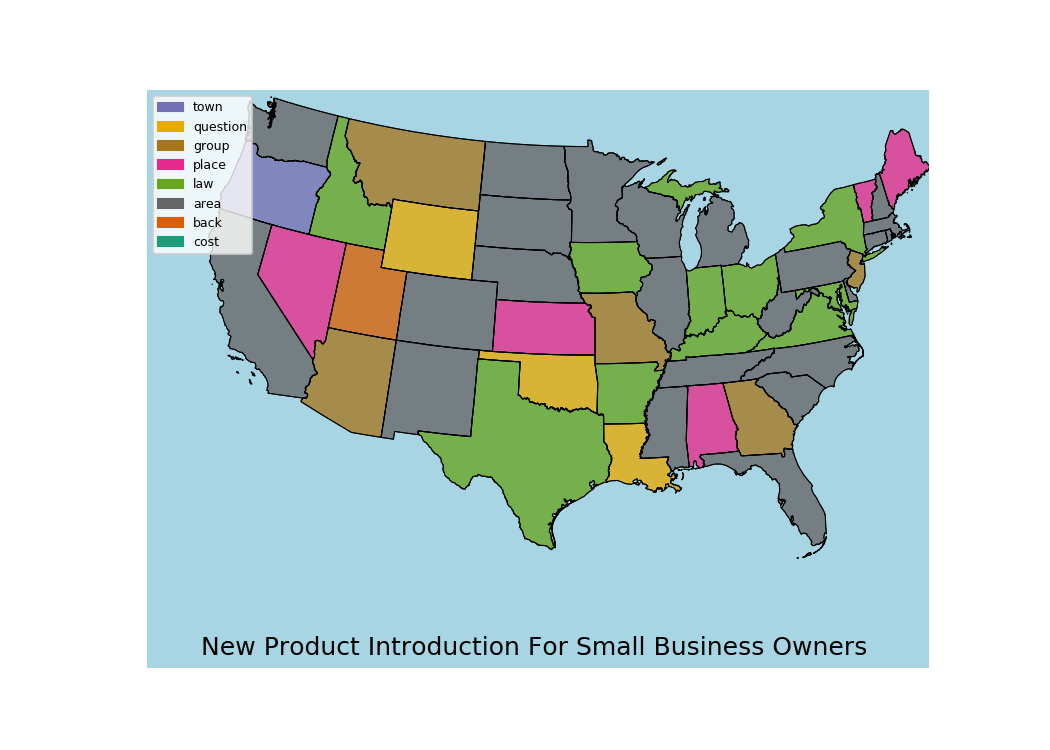 town
question
group
place
law
area
back
cost
New Product Introduction For Small Business Owners